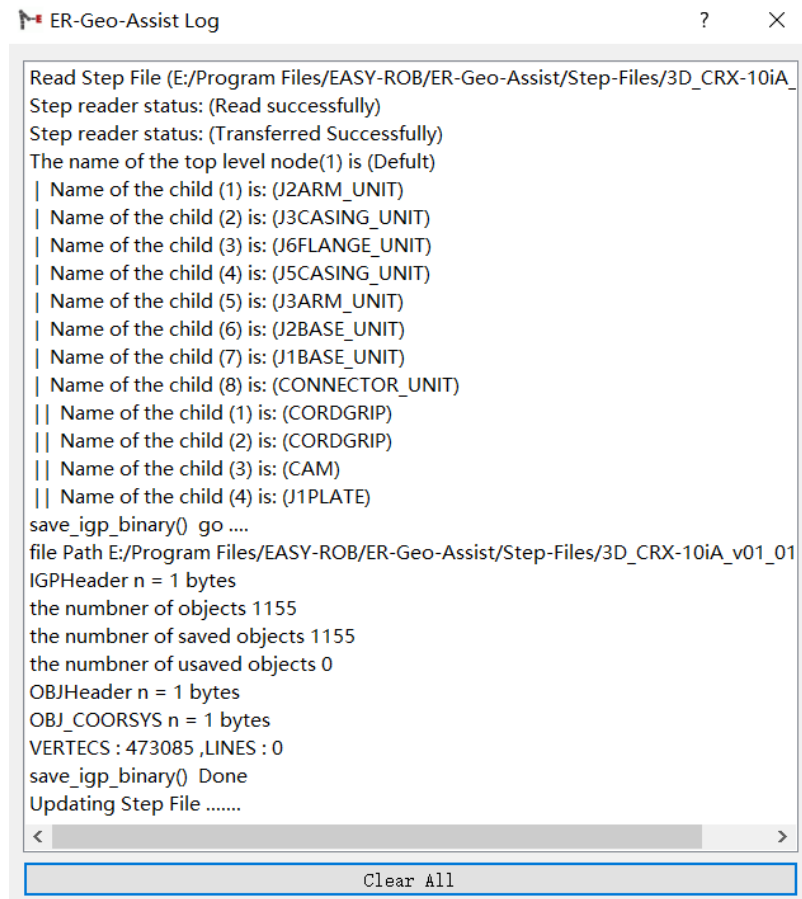 ER-Geo-Assist Log
Read Step File (E:/Program Files/EASY-ROB/ER-Geo-Assist/Step-Files/3D_CRX-10iA_
Step reader status: (Read successfully)
Step reader status: (Transferred Successfully)
The name of the top level node(1) is (Defult)
| Name of the child (1) is: (J2ARM_UNIT)
| Name of the child (2) is: (J3CASING_UNIT)
| Name of the child (3) is: (J6FLANGE_UNIT)
| Name of the child (4) is: (J5CASING_UNIT)
| Name of the child (5) is: (J3ARM_UNIT)
| Name of the child (6) is: (J2BASE_UNIT)
| Name of the child (7) is: (J1BASE_UNIT)
| Name of the child (8) is: (CONNECTOR_UNIT)
|| Name of the child (1) is: (CORDGRIP)
|| Name of the child (2) is: (CORDGRIP)
|| Name of the child (3) is: (CAM)
|| Name of the child (4) is: (J1PLATE)
save_igp_binary() go ....
file Path E:/Program Files/EASY-ROB/ER-Geo-Assist/Step-Files/3D_CRX-10iA_v01_01
IGPHeader n = 1 bytes
the numbner of objects 1155
the numbner of saved objects 1155
the numbner of usaved objects 0
OBJHeader n = 1 bytes
OBJ_COORSYS n = 1 bytes
VERTECS : 473085 ,LINES : 0
save_igp_binary() Done
Updating Step File .......
Clear All